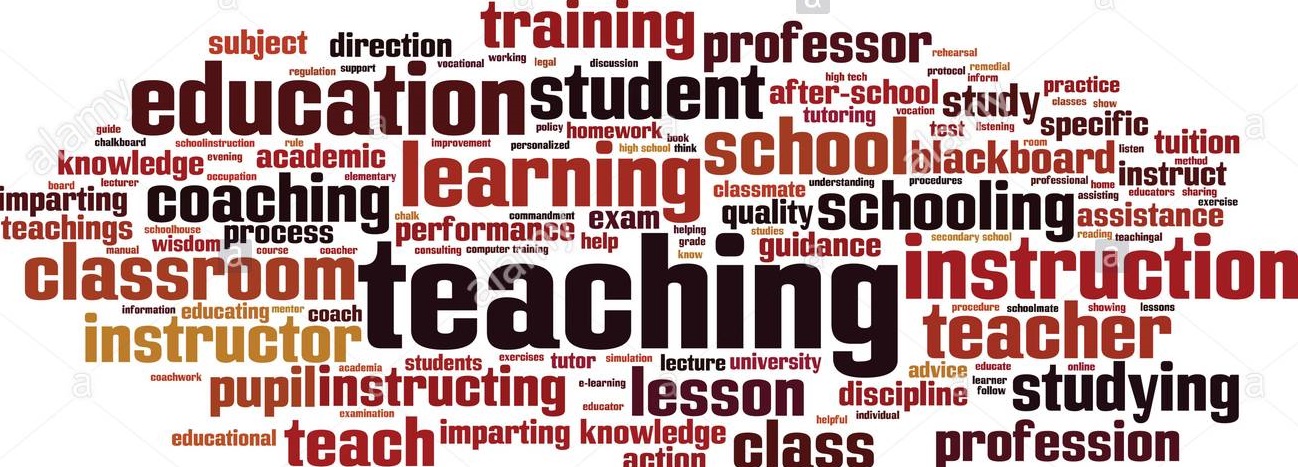 training
subject direction professor
vocational working legal discussion rehearsal
regulation support protocol remedial
education student high tech inform
after-school study practice
tutoring vocation classes show
guide policy homework book test listening specific
chalkboard schoolinstruction rule improvement personalized high school think school room listen tuition
knowledge evening academic learning blackboard method
board lecturer occupation elementary understanding procedures professional home instruct
imparting coaching classmate assisting educators sharing
chalk commandment exam quality schooling exercise
teachings schoolhouse process performance helping studies assistance
wisdom help grade guidance secondary school reading teachingal
manual course coacher consulting computer training know
classroom teaching instruction
information educating mentor coach procedure schoolmate showing lessons
instructor teacher
academia students exercises tutor simulation lecture university
coachwork advice educate online
pupil instructing e-learning lesson discipline learner follow studying
examination educator helpful individual
educational teach imparting knowledge class profession
action
alamy
a